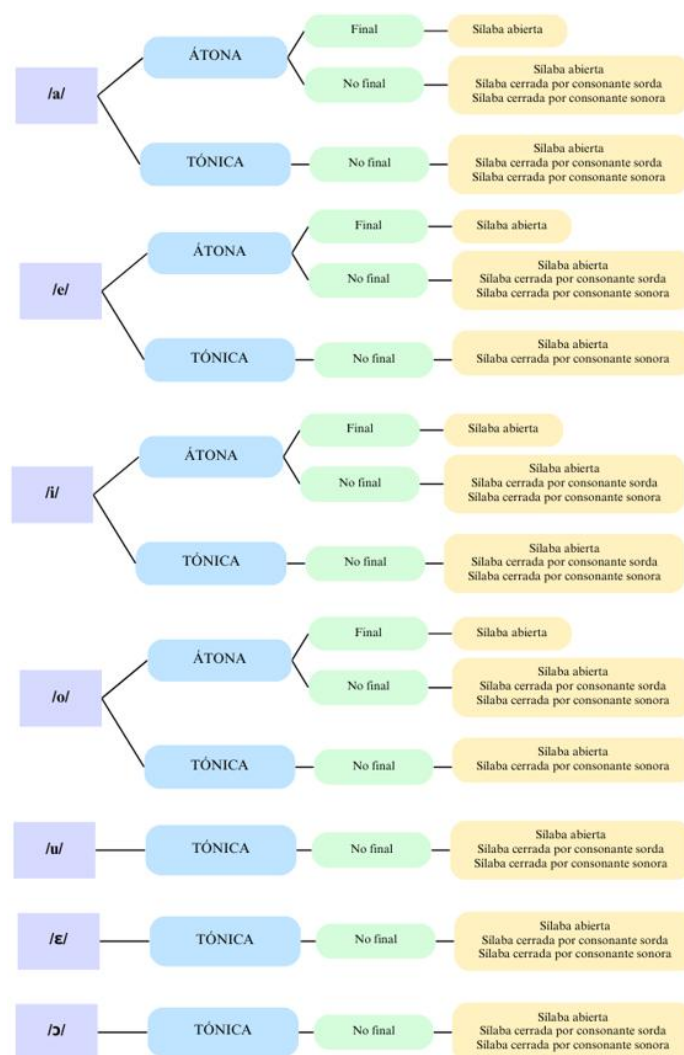 /a/
ÁTONA
Final
Sílaba abierta
No final
Sílaba abierta
Sílaba cerrada por consonante sorda
Sílaba cerrada por consonante sonora
TÓNICA
No final
Sílaba abierta
Sílaba cerrada por consonante sorda
Sílaba cerrada por consonante sonora
/e/
ÁTONA
Final
Sílaba abierta
No final
Sílaba abierta
Sílaba cerrada por consonante sorda
Sílaba cerrada por consonante sonora
TÓNICA
No final
Sílaba abierta
Sílaba cerrada por consonante sonora
/i/
ÁTONA
Final
Sílaba abierta
No final
Sílaba abierta
Sílaba cerrada por consonante sorda
Sílaba cerrada por consonante sonora
TÓNICA
No final
Sílaba abierta
Sílaba cerrada por consonante sorda
Sílaba cerrada por consonante sonora
/o/
ÁTONA
Final
Sílaba abierta
No final
Sílaba abierta
Sílaba cerrada por consonante sorda
Sílaba cerrada por consonante sonora
TÓNICA
No final
Sílaba abierta
Sílaba cerrada por consonante sonora
/u/
TÓNICA
No final
Sílaba abierta
Sílaba cerrada por consonante sorda
Sílaba cerrada por consonante sonora
/ɛ/
TÓNICA
No final
Sílaba abierta
Sílaba cerrada por consonante sorda
Sílaba cerrada por consonante sonora
/ɔ/
TÓNICA
No final
Sílaba abierta
Sílaba cerrada por consonante sorda
Sílaba cerrada por consonante sonora